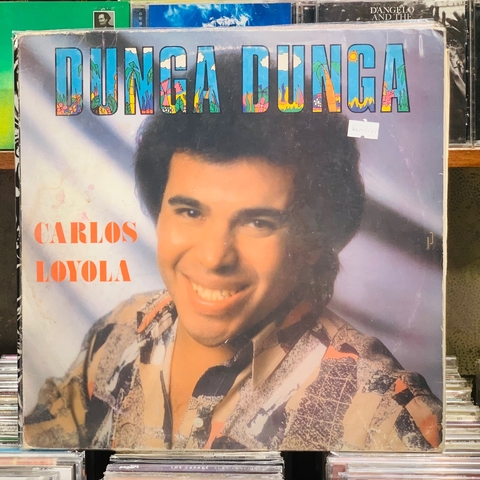 D'ANGELO
AND THE
DUNGA DUNGA
CARLOS
LOYOLA